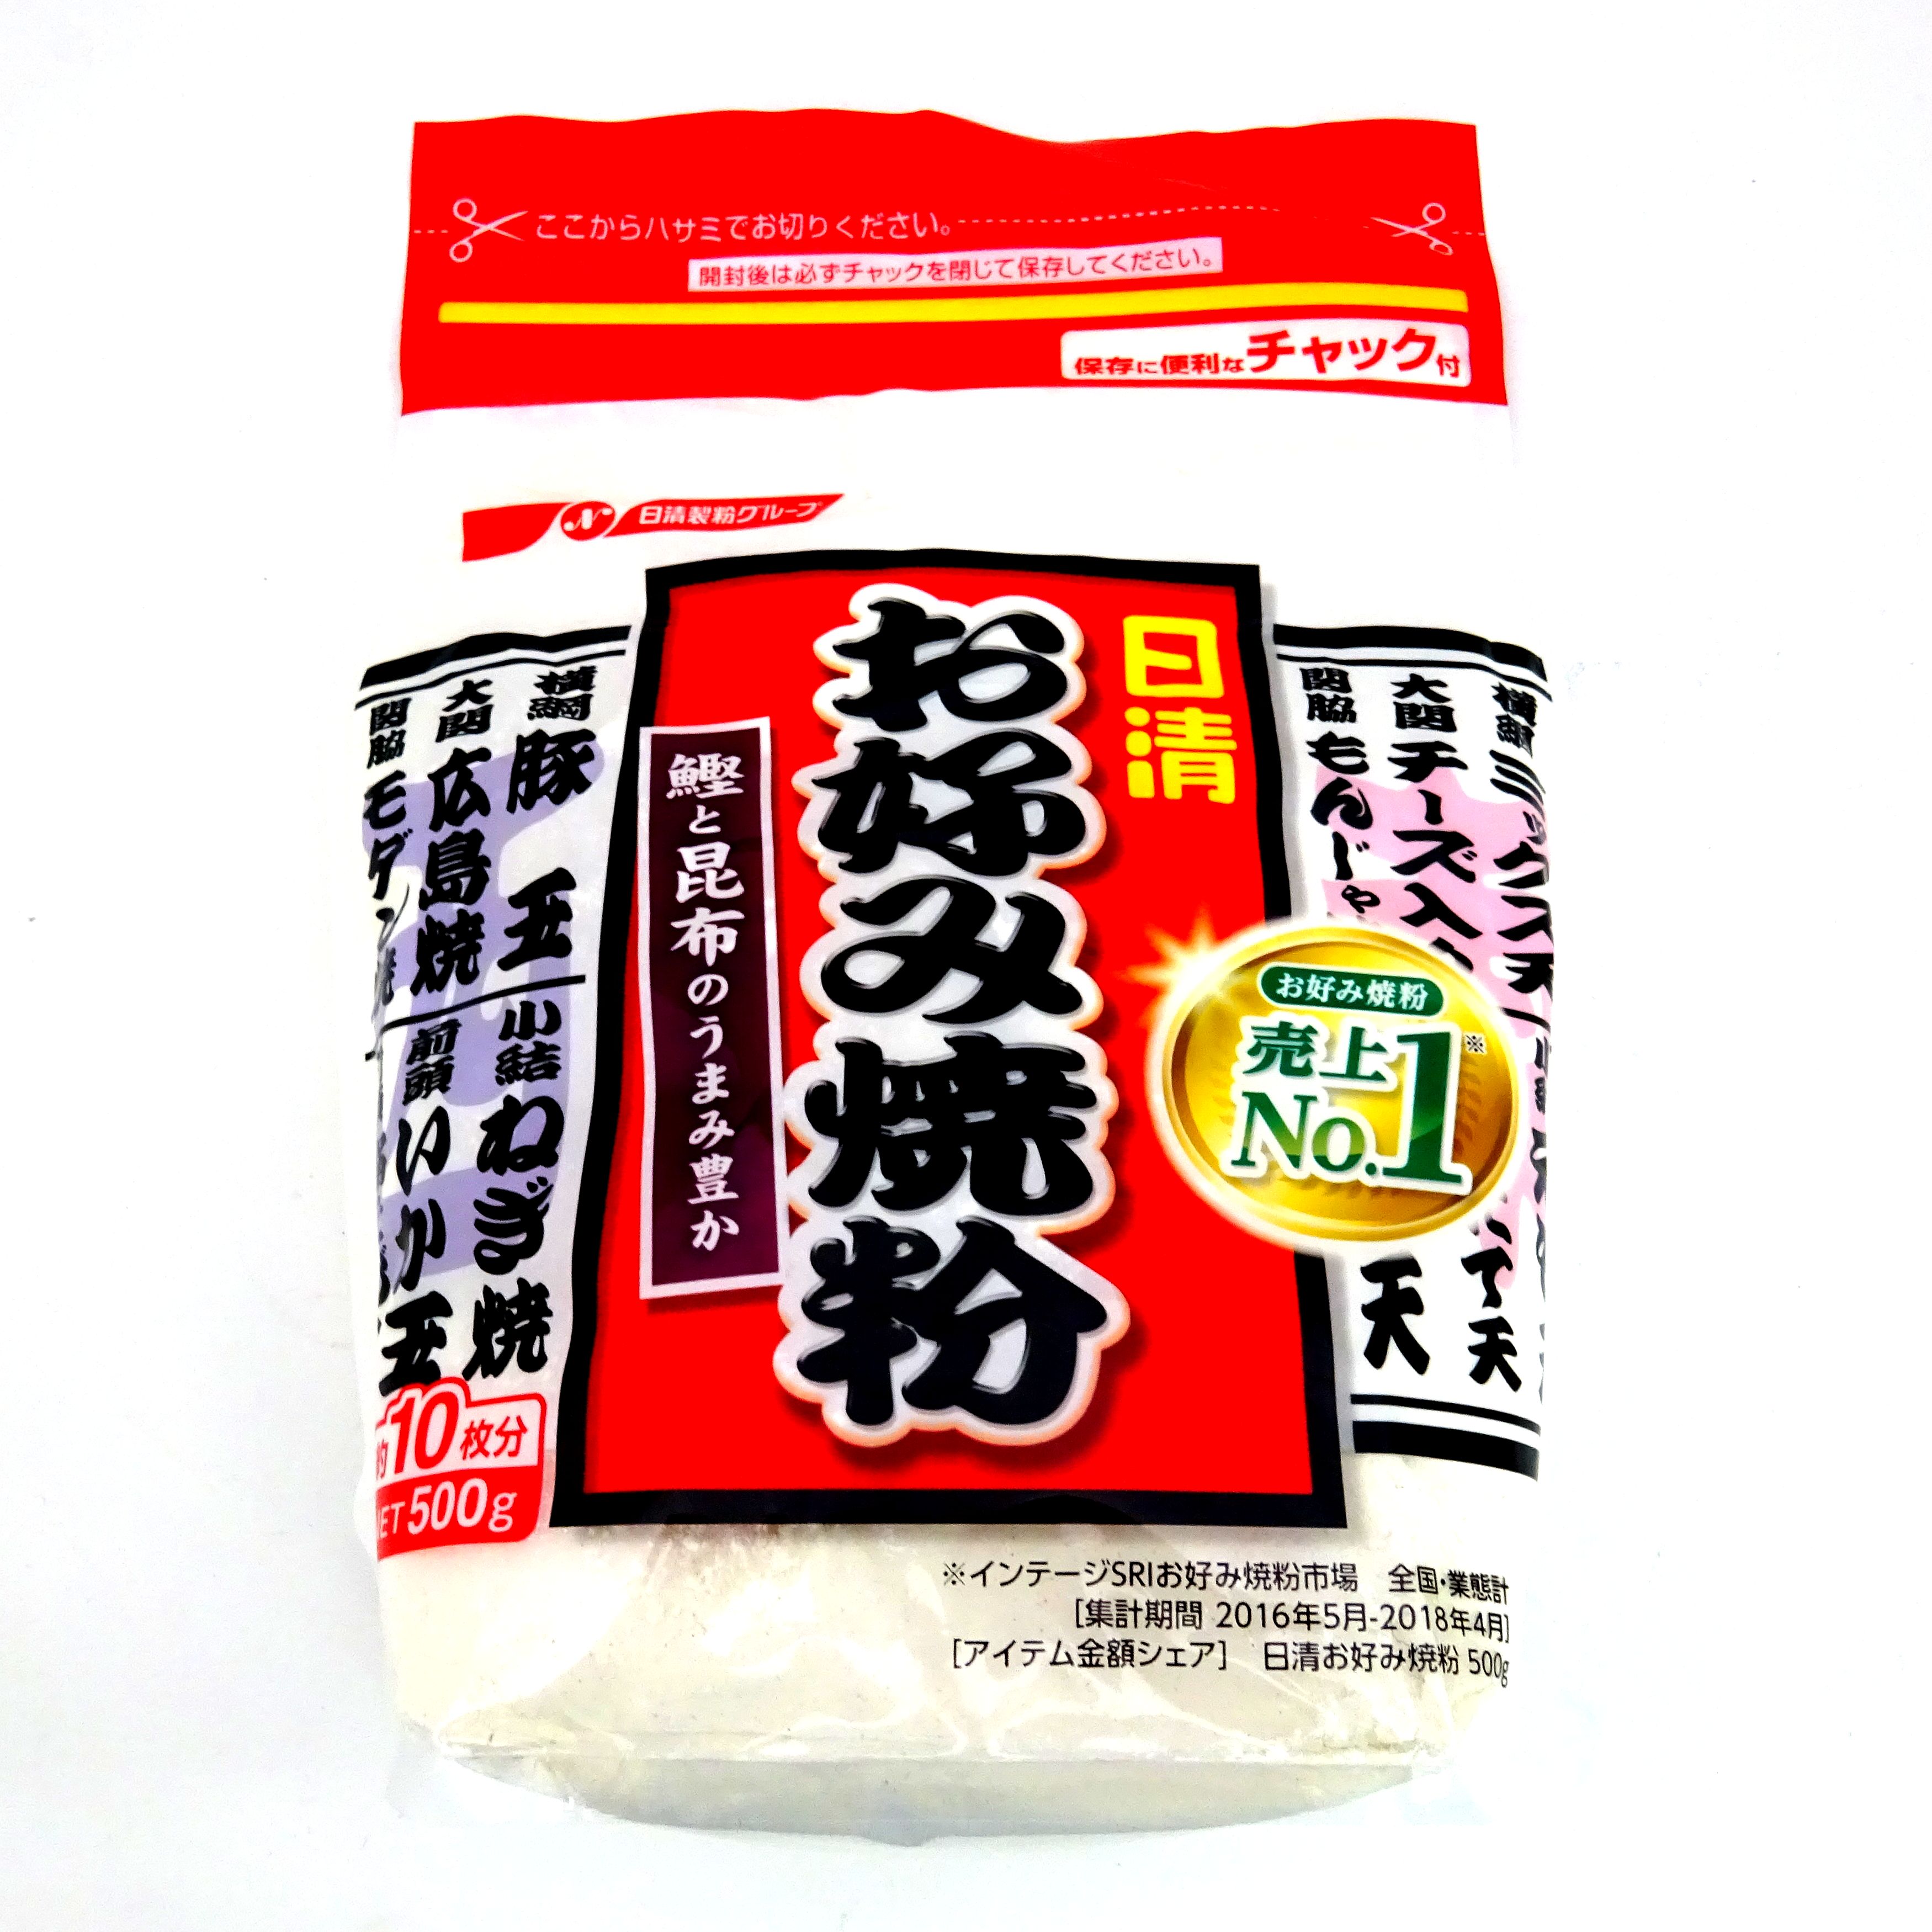 ここからハサミでお切りください。
開封後は必ずチャックを閉じて保存してください。
保存に便利なチャック付
日清製粉グループ
日清
お好み焼粉
鰹と昆布のうまみ豊か
横綱 豚玉
大関 広島焼
関脇 モダン焼
小結 ねぎ焼
前頭 いか玉
横綱 ミックス天
大関 チーズ入
関脇 もんじゃ
天
天
お好み焼粉
売上
No.1※
約10枚分
NET 500g
※インテージSRIお好み焼粉市場 全国・業態計
[集計期間 2016年5月-2018年4月]
[アイテム金額シェア] 日清お好み焼粉 500g